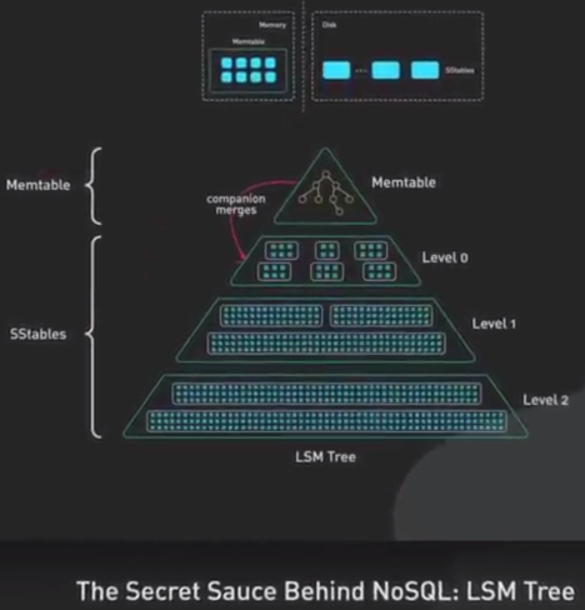 Memory
Disk
Memtable
SStables
Memtable
Memtable
companion
merges
Level 0
SStables
Level 1
Level 2
LSM Tree
The Secret Sauce Behind NoSQL: LSM Tree